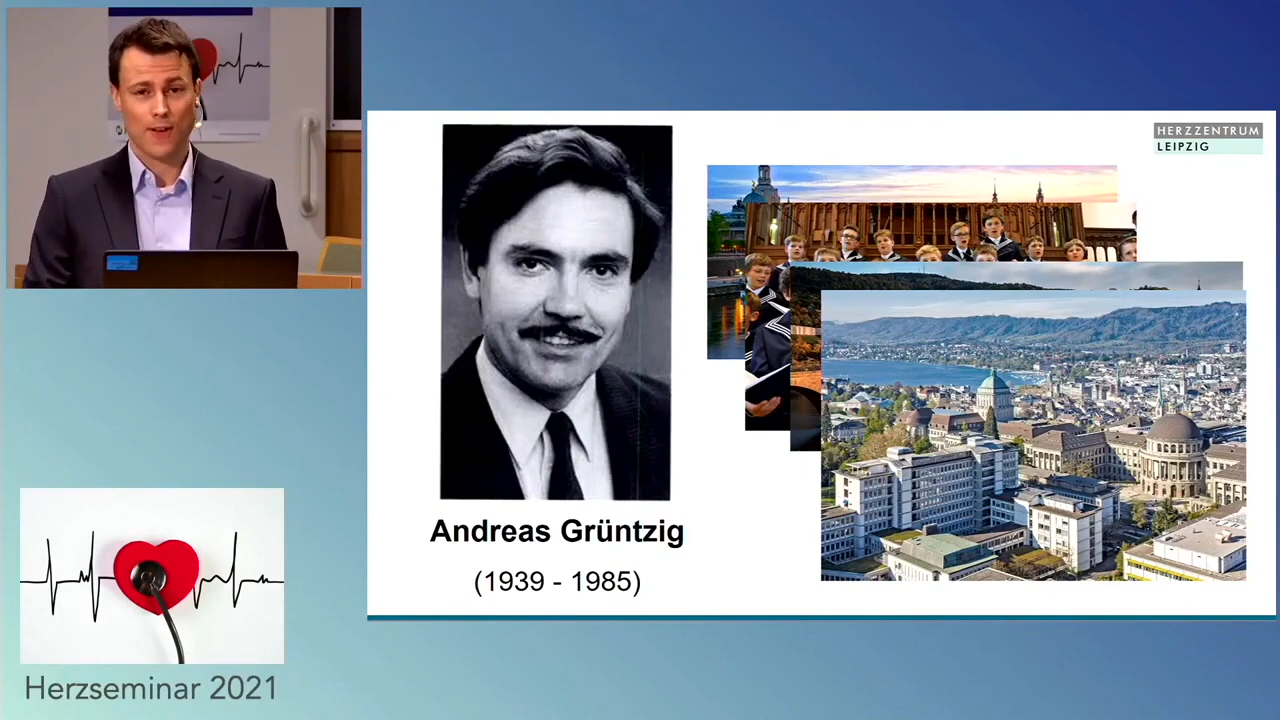 HERZZENTRUM
LEIPZIG
Andreas Grüntzig
(1939 - 1985)
Herzseminar 2021